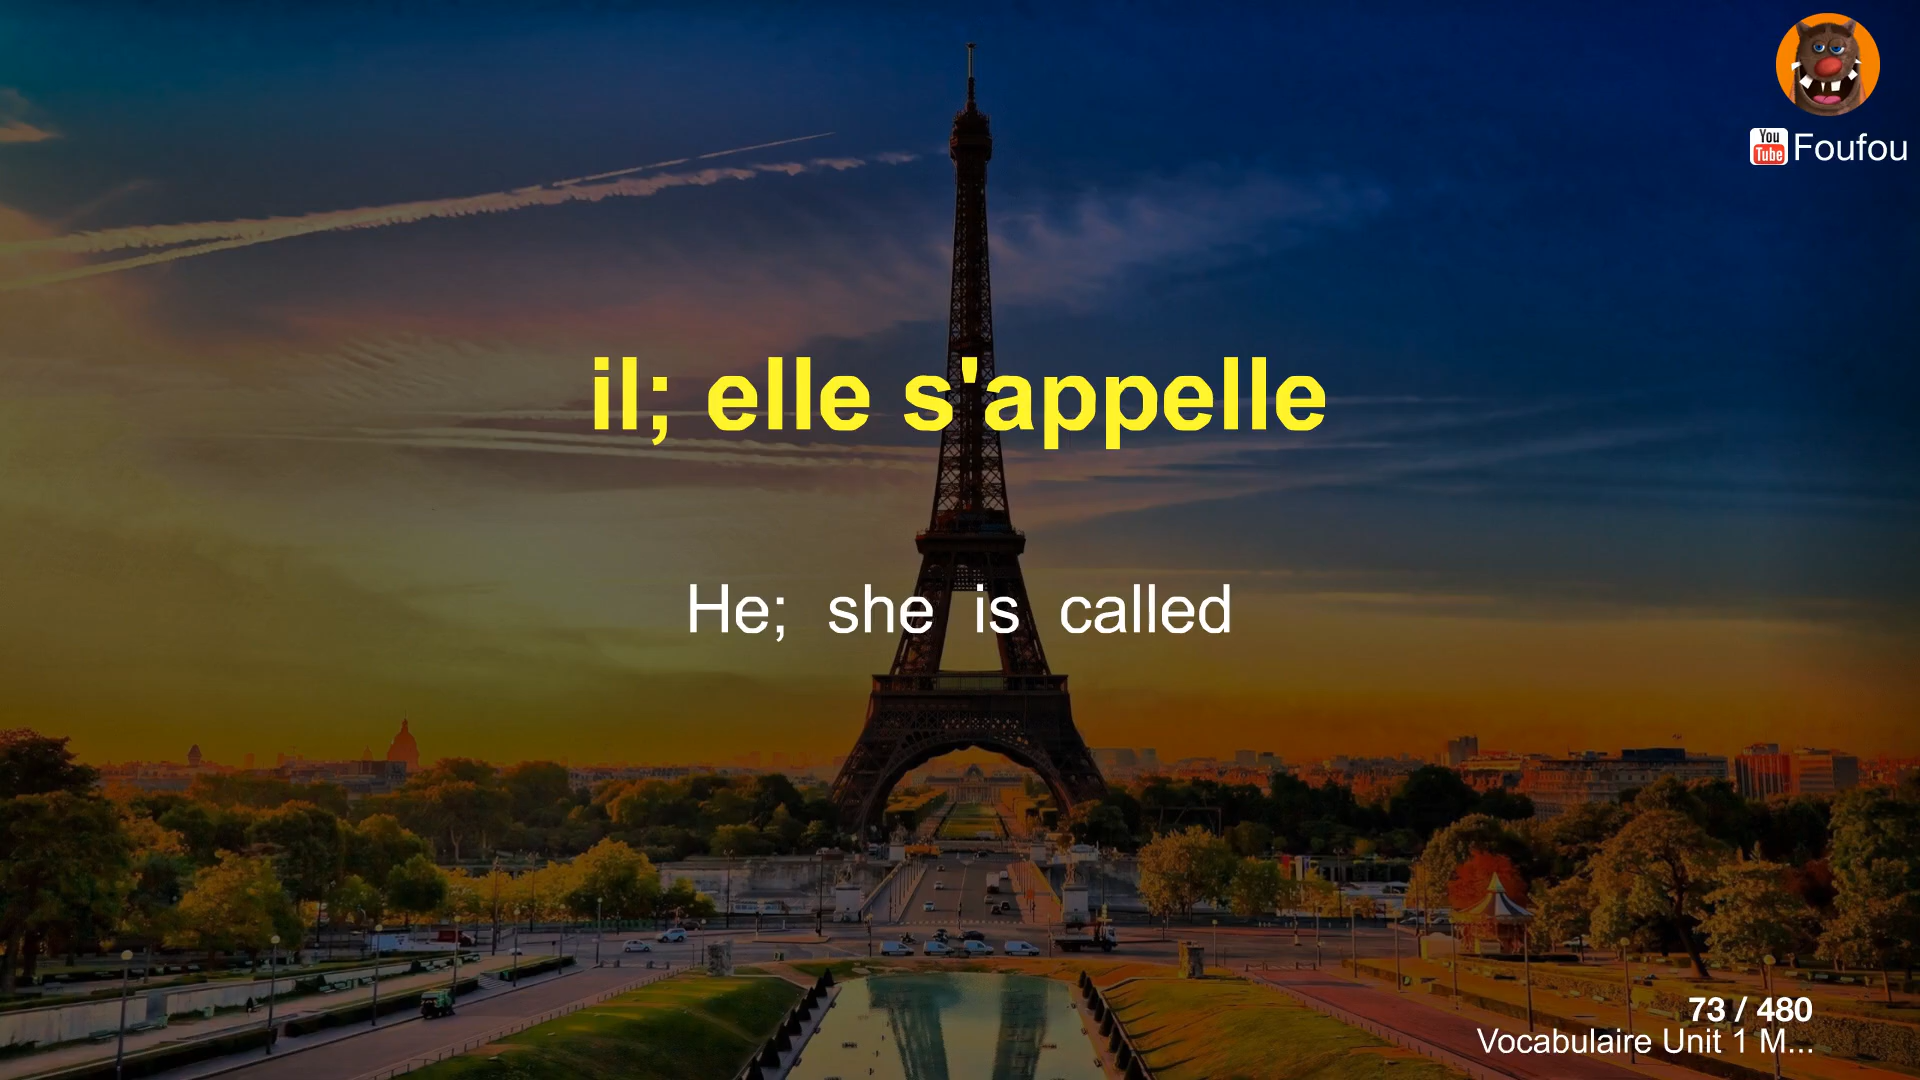 You
Tube
Foufou
il; elle s'appelle
He; she is called
73 / 480
Vocabulaire Unit 1 M...